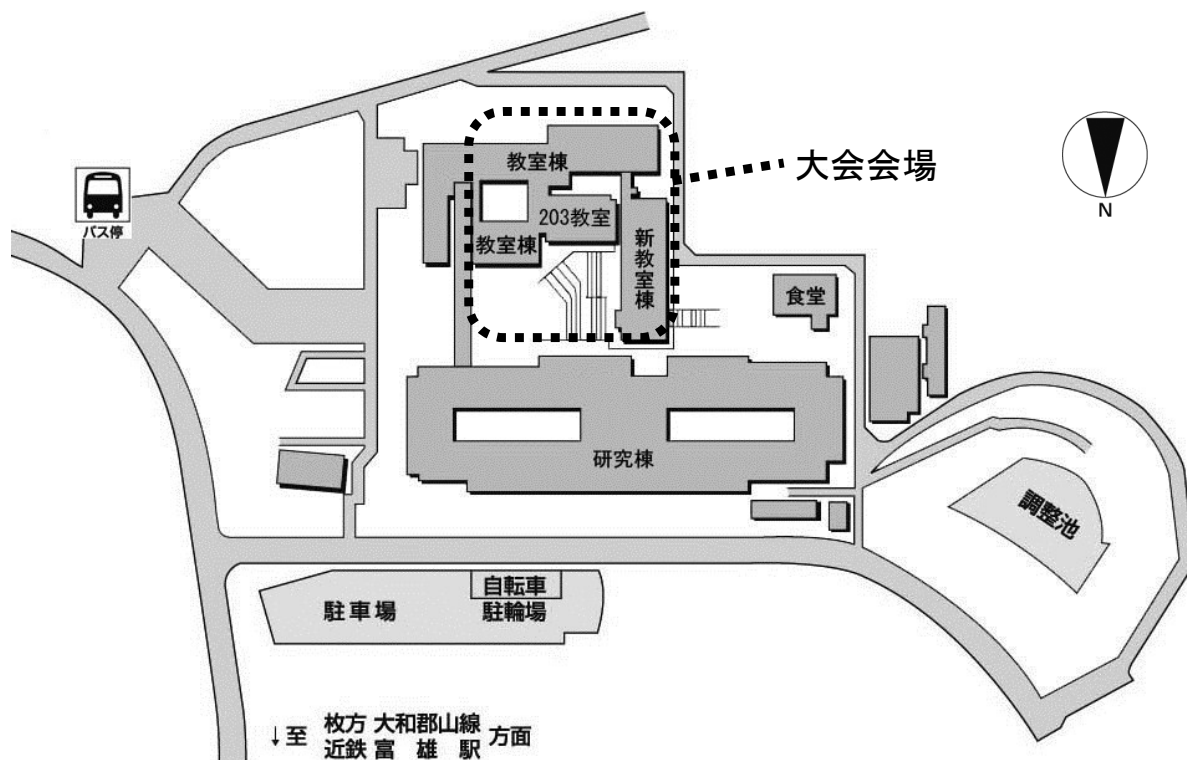 教室棟
大会会場
N
バス停
203教室
教室棟
新教室棟
食堂
研究棟
調整池
自転車
駐輪場
駐車場
↓至 枚方 大和郡山線 方面
近鉄 富 雄 駅